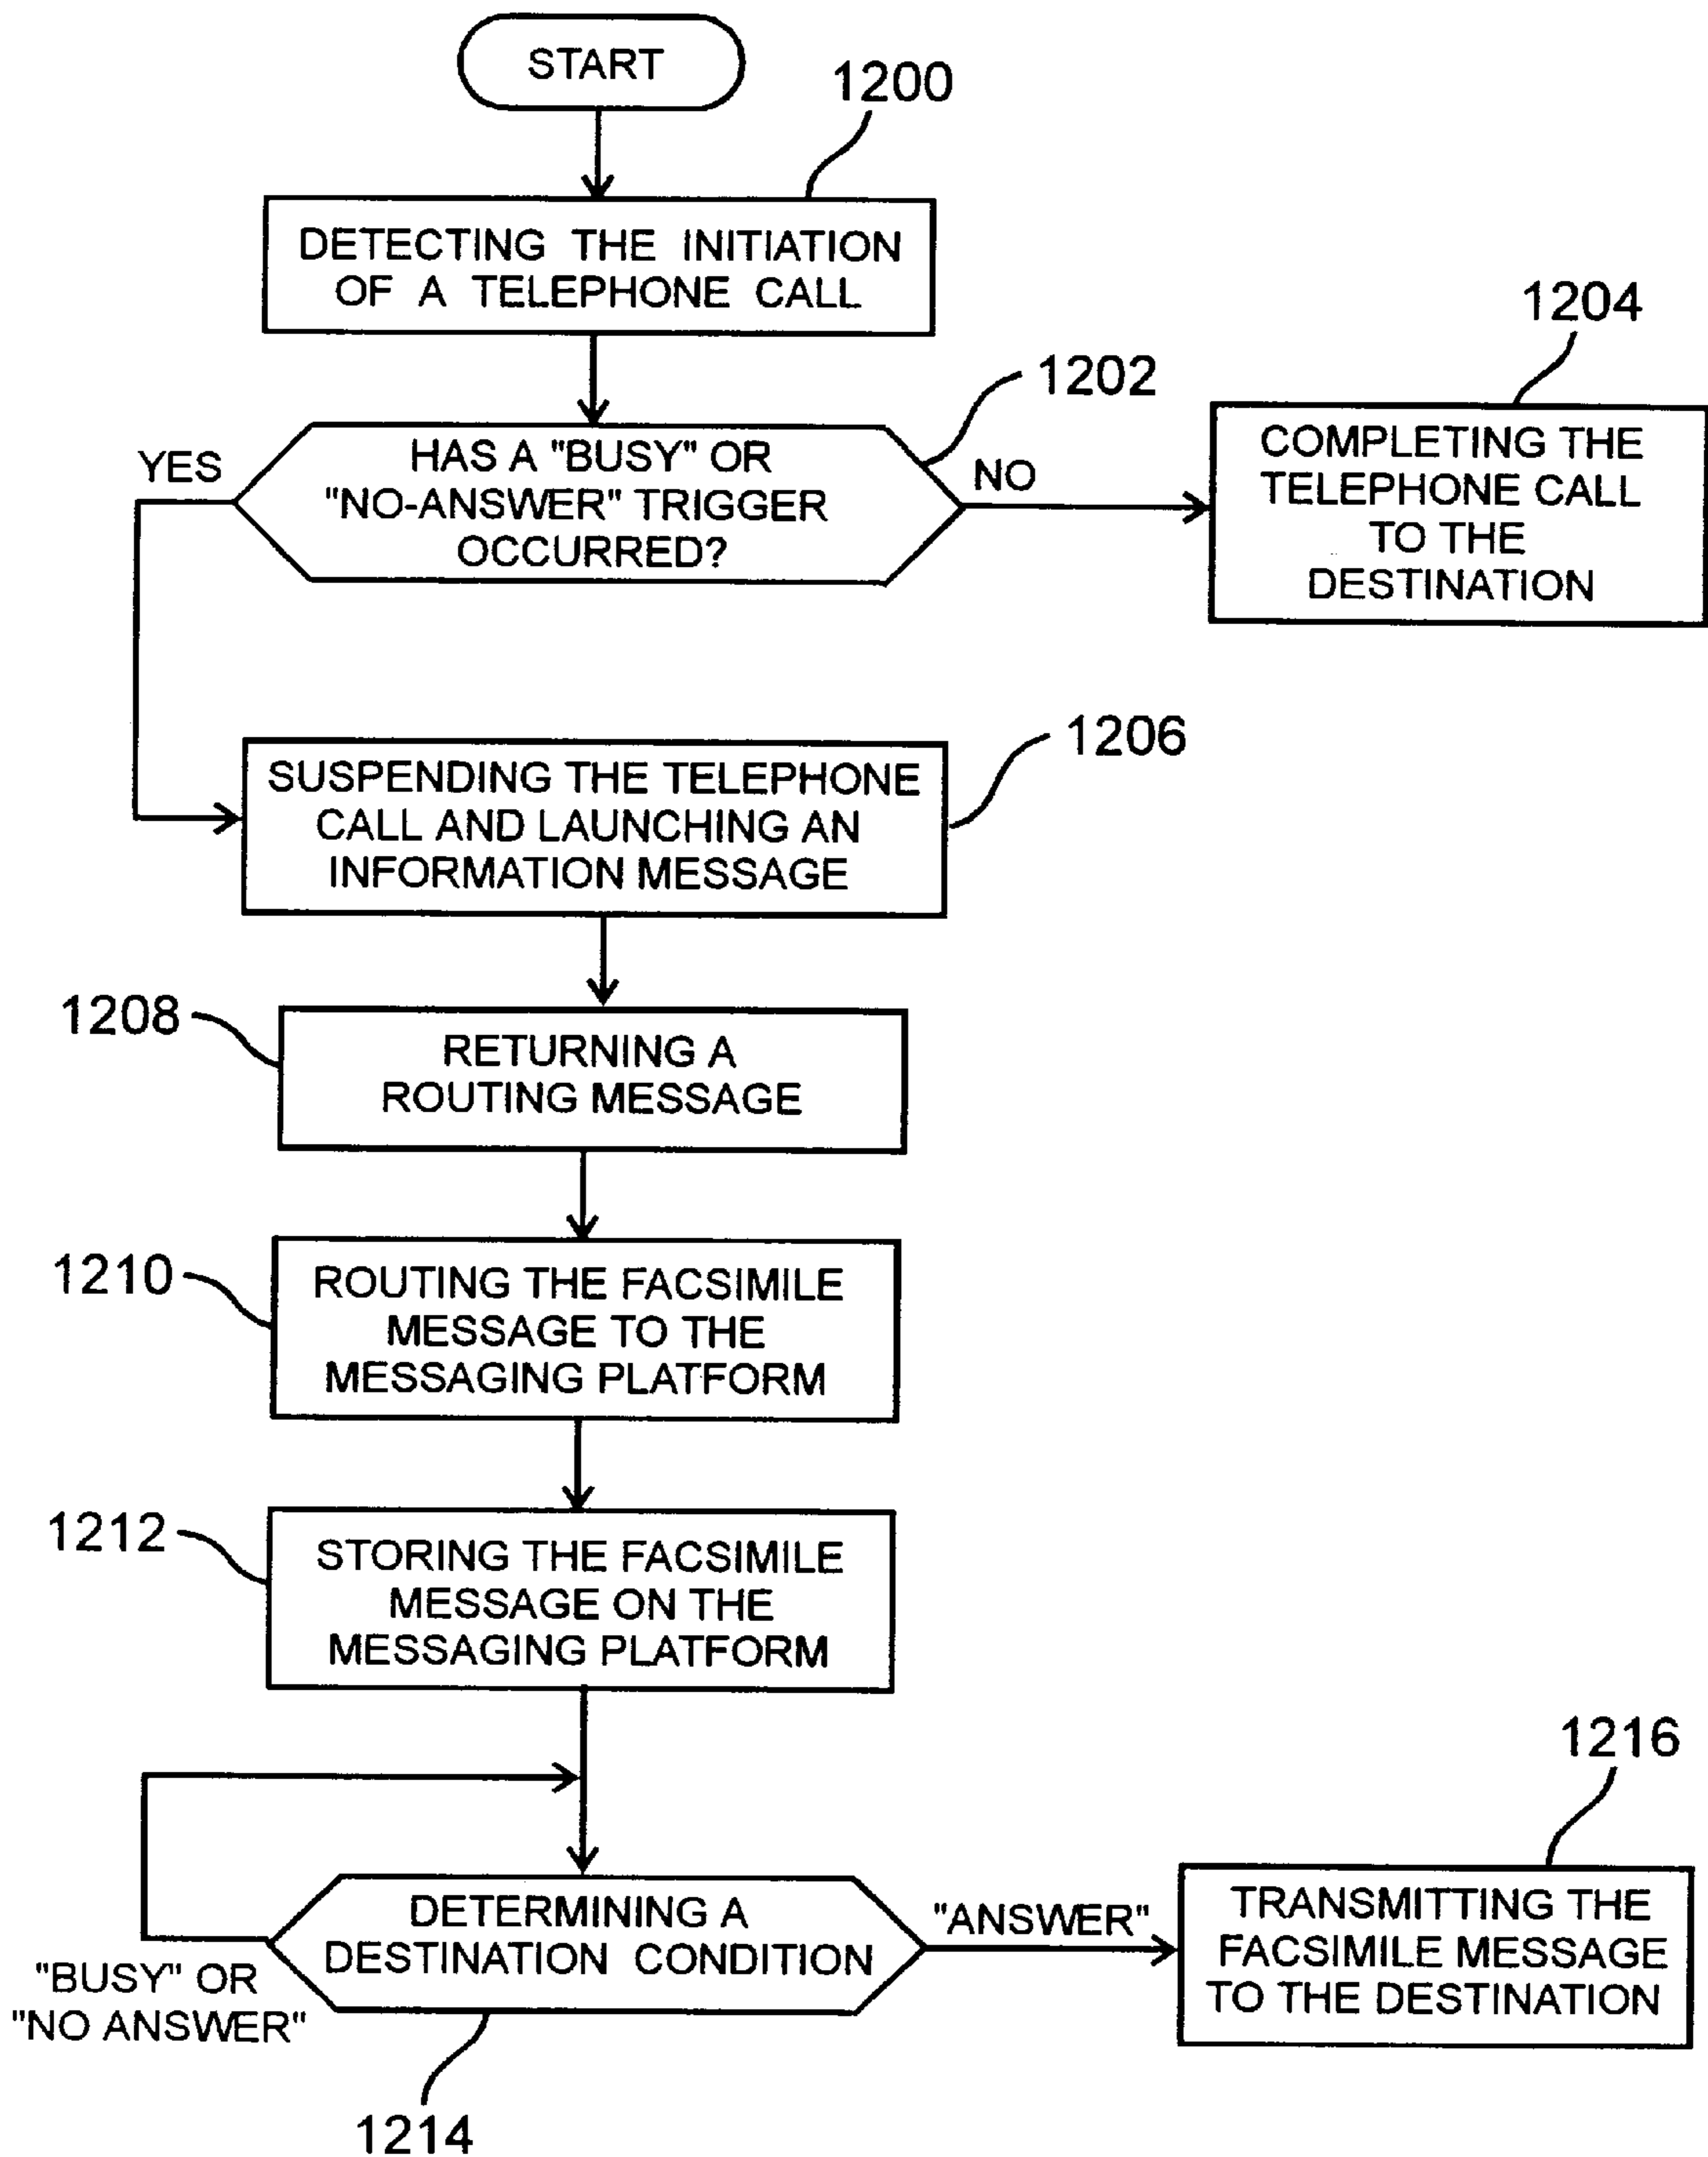 START
1200
DETECTING THE INITIATION
OF A TELEPHONE CALL
1202
1204
YES
HAS A "BUSY" OR
"NO-ANSWER" TRIGGER
OCCURRED?
NO
COMPLETING THE
TELEPHONE CALL
TO THE
DESTINATION
1206
SUSPENDING THE TELEPHONE
CALL AND LAUNCHING AN
INFORMATION MESSAGE
1208
RETURNING A
ROUTING MESSAGE
1210
ROUTING THE FACSIMILE
MESSAGE TO THE
MESSAGING PLATFORM
1212
STORING THE FACSIMILE
MESSAGE ON THE
MESSAGING PLATFORM
1216
DETERMINING A
DESTINATION CONDITION
"BUSY" OR
"NO ANSWER"
"ANSWER"
TRANSMITTING THE
FACSIMILE MESSAGE
TO THE DESTINATION
1214